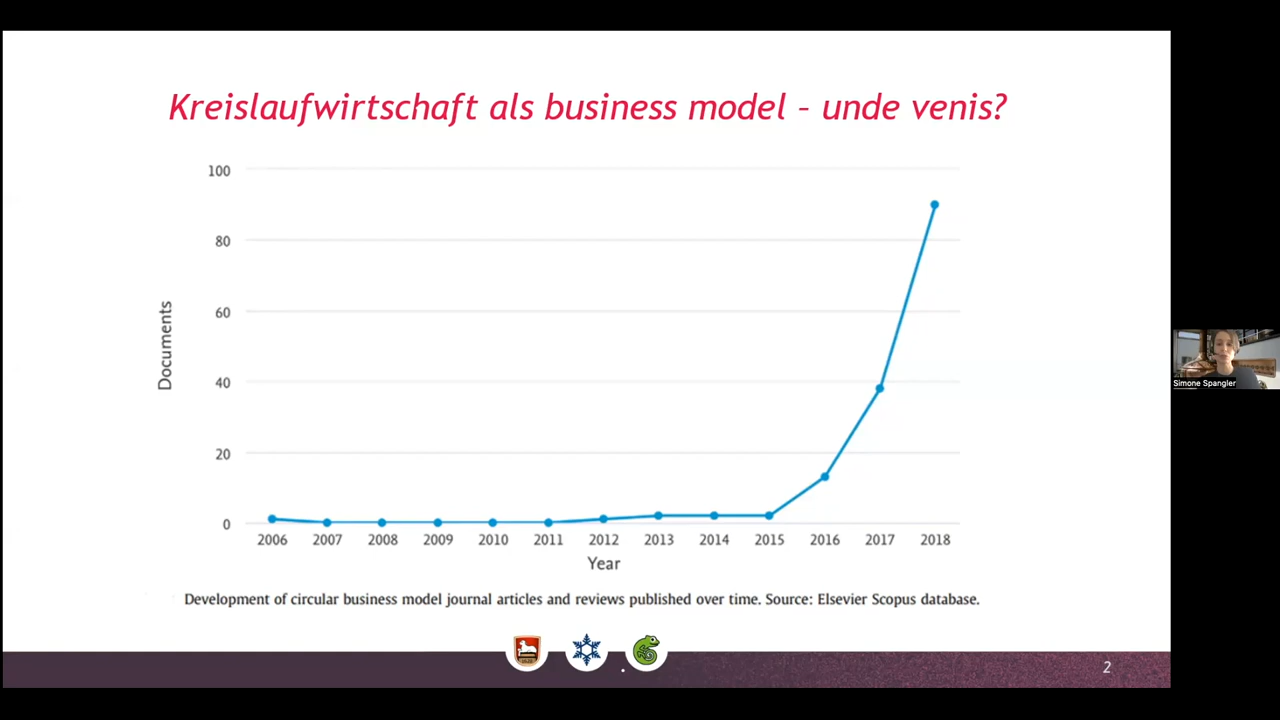 Kreislaufwirtschaft als business model – unde venis?
100
80
60
40
20
0
Documents
2006 2007 2008 2009 2010 2011 2012 2013 2014 2015 2016 2017 2018
Year
Development of circular business model journal articles and reviews published over time. Source: Elsevier Scopus database.
2
Simone Spangler